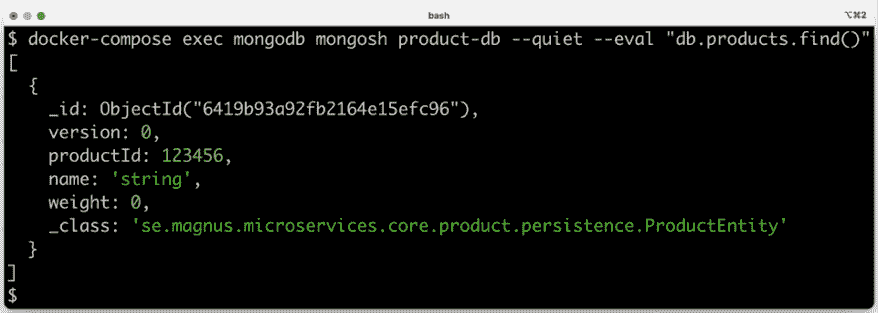 bash
⌥⌘2
$ docker-compose exec mongodb mongosh product-db --quiet --eval "db.products.find()"
[
  {
    _id: ObjectId("6419b93a92fb2164e15efc96"),
    version: 0,
    productId: 123456,
    name: 'string',
    weight: 0,
    _class: 'se.magnus.microservices.core.product.persistence.ProductEntity'
  }
]
$